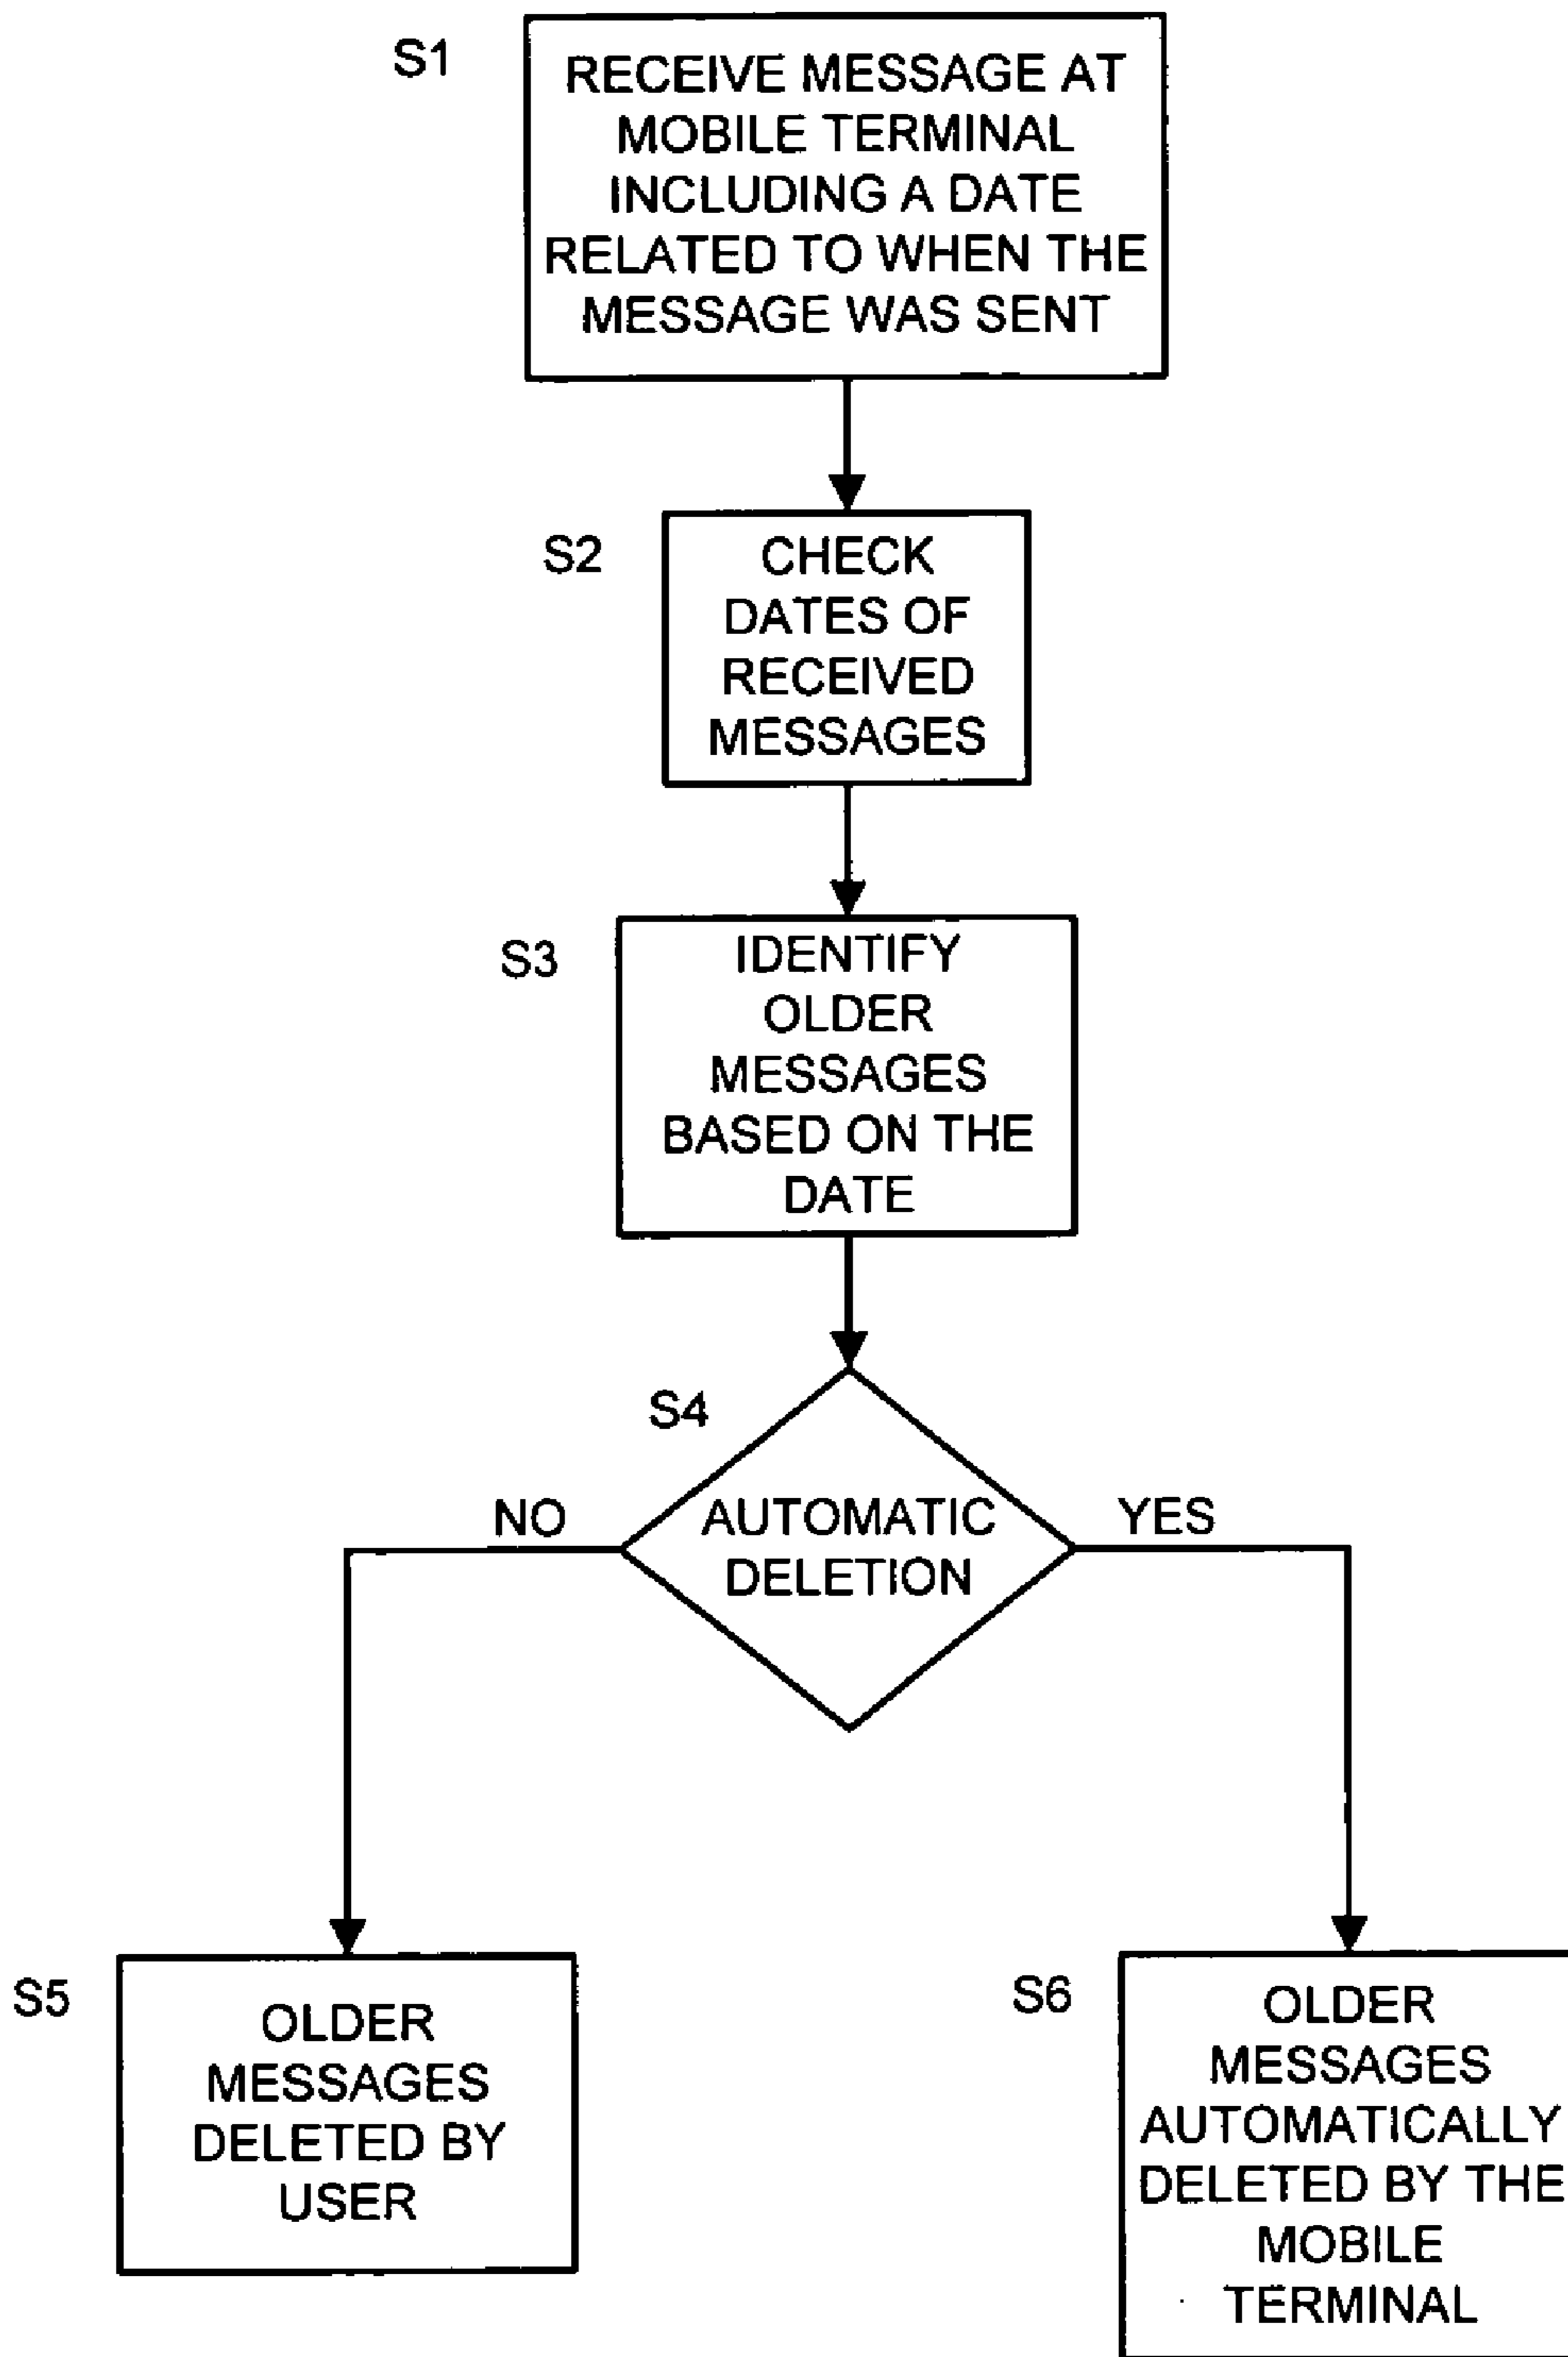 S1
RECEIVE MESSAGE AT
MOBILE TERMINAL
INCLUDING A DATE
RELATED TO WHEN THE
MESSAGE WAS SENT
S2
CHECK
DATES OF
RECEIVED
MESSAGES
S3
IDENTIFY
OLDER
MESSAGES
BASED ON THE
DATE
S4
AUTOMATIC
DELETION
NO
YES
S5
OLDER
MESSAGES
DELETED BY
USER
S6
OLDER
MESSAGES
AUTOMATICALLY
DELETED BY THE
MOBILE
TERMINAL